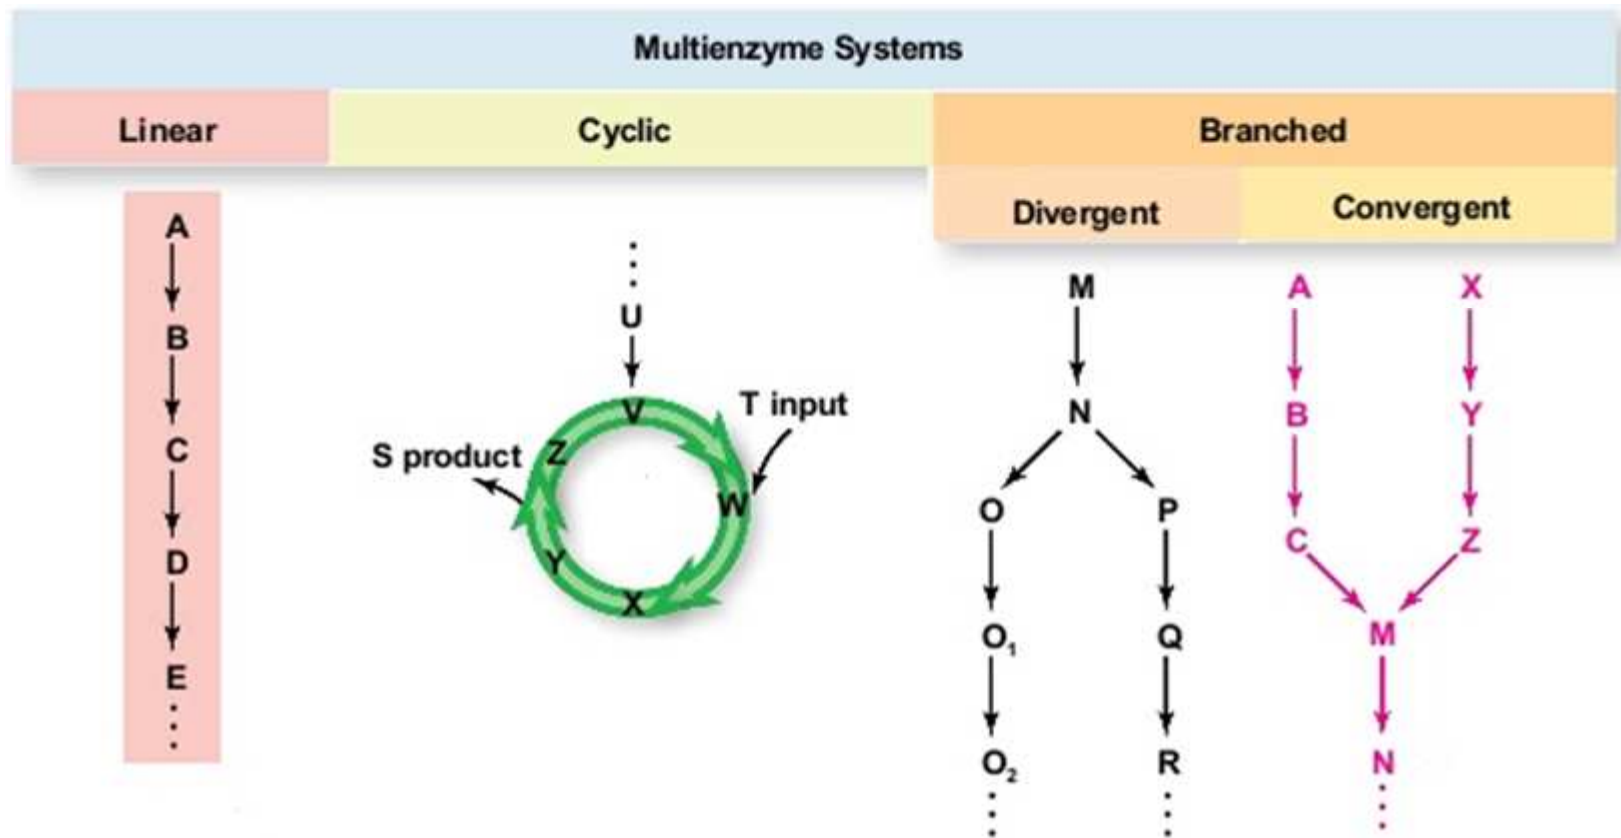 Multienzyme Systems
Linear
Cyclic
Branched
Divergent
Convergent
A
B
C
D
E
U
V
T input
W
X
Y
Z
S product
M
N
O
P
O₁
Q
O₂
R
A
X
B
Y
C
Z
M
N